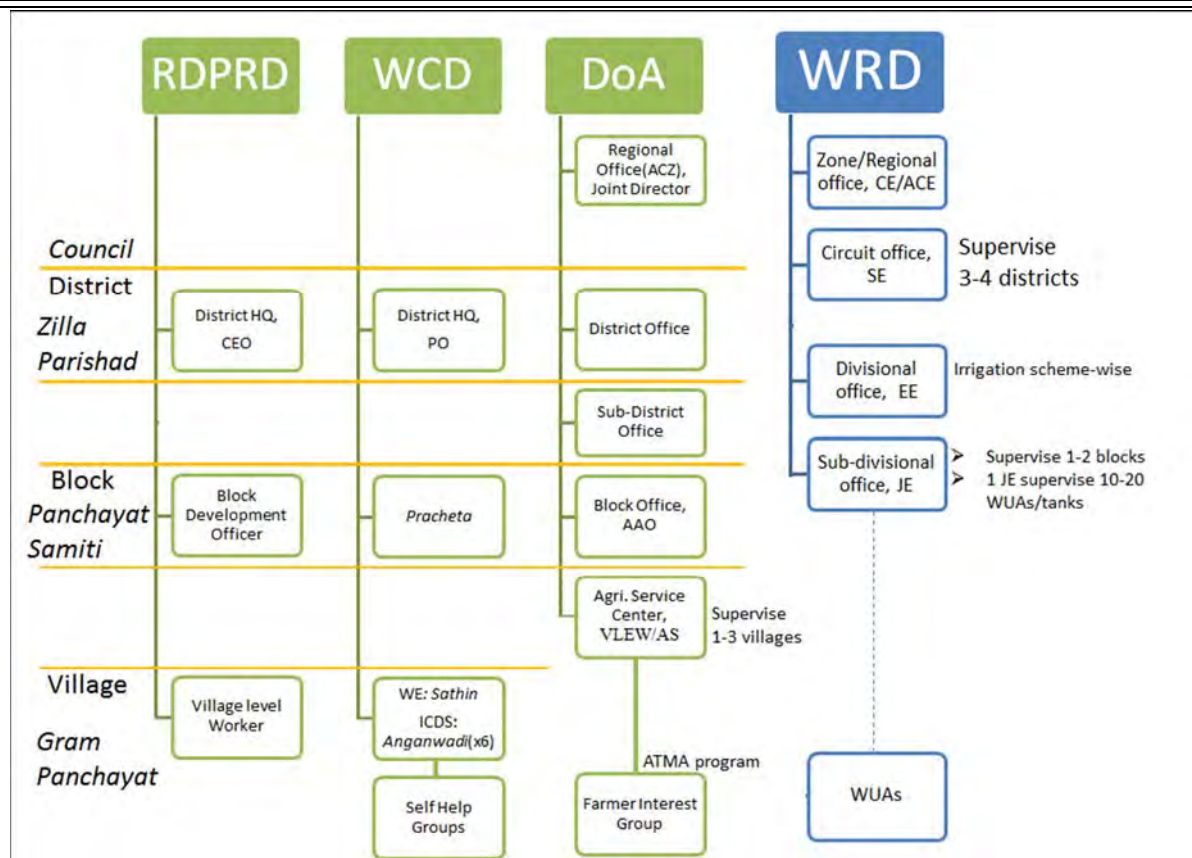 RDPRD
WCD
DoA
WRD
Regional
Office(ACZ),
Joint Director
Zone/Regional
office, CE/ACE
Council
Circuit office,
SE
Supervise
3-4 districts
District
Zilla
Parishad
District HQ,
CEO
District HQ,
PO
District Office
Divisional
office, EE
Irrigation scheme-wise
Sub-District
Office
Sub-divisional
office, JE
➤ Supervise 1-2 blocks
➤ 1 JE supervise 10-20
WUAs/tanks
Block
Panchayat
Samiti
Block
Development
Officer
Pracheta
Block Office,
AAO
Agri. Service
Center,
VLEW/AS
Supervise
1-3 villages
Village
Gram
Panchayat
Village level
Worker
WE: Sathin
ICDS:
Anganwadi(x6)
Self Help
Groups
ATMA program
Farmer Interest
Group
WUAs